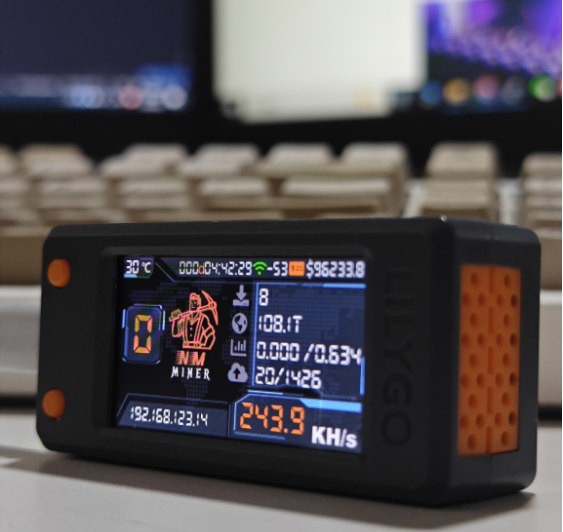 30 °C 000d04:42:29 -53 $96233.8
0
NM
MINER
8
108.1T
0.000 /0.634
20/1426
192.168.123.14
243.9 KH/s
LILYGO